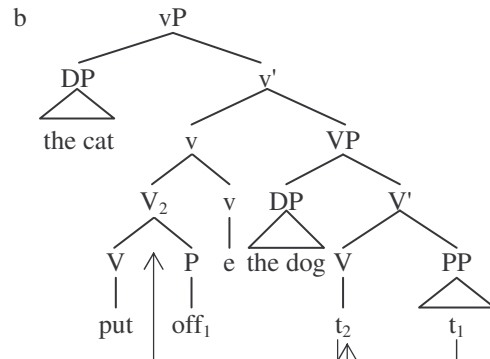 b vP
DP v'
the cat v VP
V₂ v DP V'
V P e the dog V PP
put off₁ t₂ t₁